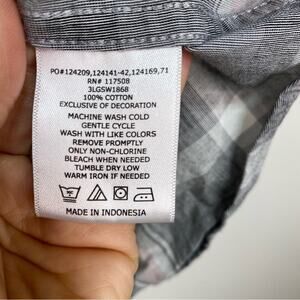 PO#124209,124141-42,124169,71
RN# 117508
3LGSW1868
100% COTTON
EXCLUSIVE OF DECORATION
MACHINE WASH COLD
GENTLE CYCLE
WASH WITH LIKE COLORS
REMOVE PROMPTLY
ONLY NON-CHLORINE
BLEACH WHEN NEEDED
TUMBLE DRY LOW
WARM IRON IF NEEDED
MADE IN INDONESIA